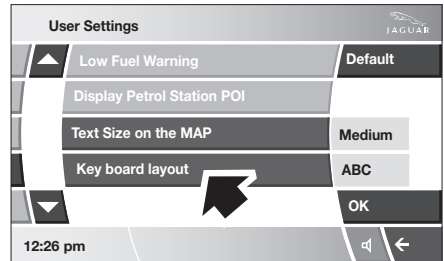 User Settings
JAGUAR
Low Fuel Warning
Default
Display Petrol Station POI
Text Size on the MAP
Medium
Key board layout
ABC
OK
12:26 pm